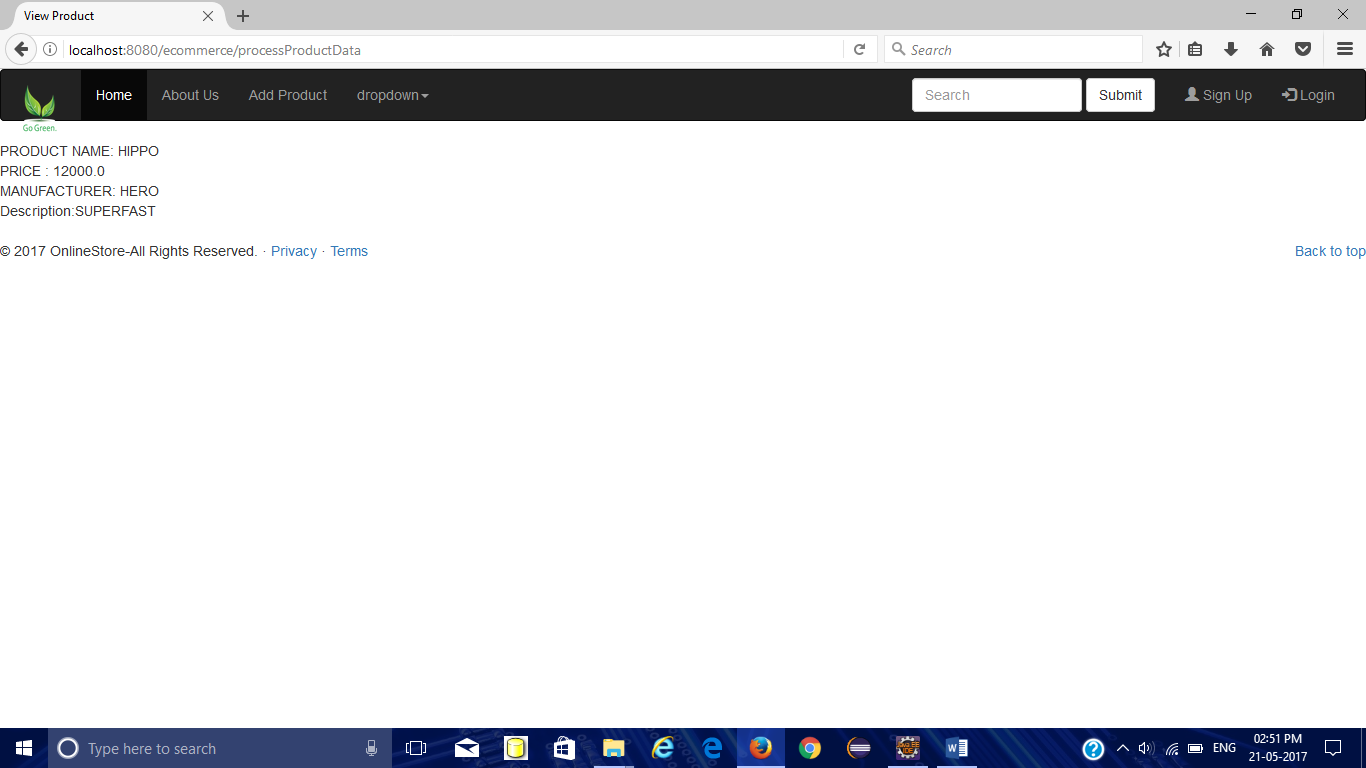 View Product
localhost:8080/ecommerce/processProductData
Search
Go Green.
Home About Us Add Product dropdown Search Submit Sign Up Login
PRODUCT NAME: HIPPO
PRICE : 12000.0
MANUFACTURER: HERO
Description:SUPERFAST
© 2017 OnlineStore-All Rights Reserved. · Privacy · Terms Back to top
Type here to search
ENG
02:51 PM
21-05-2017